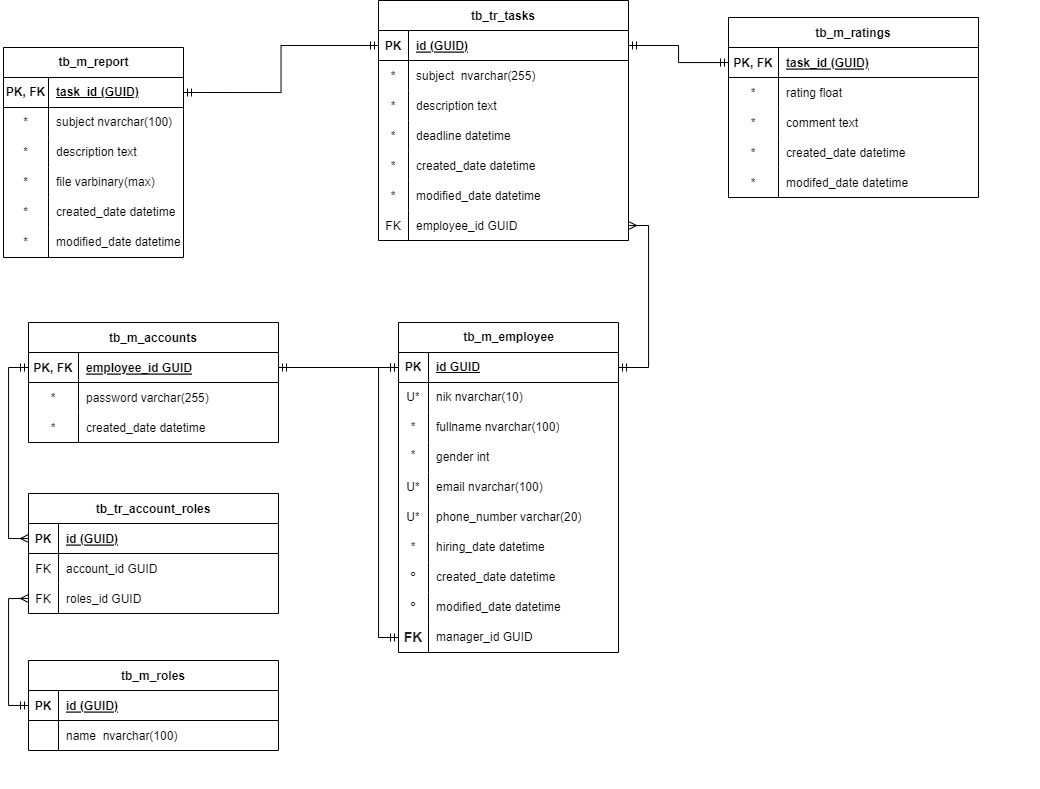 tb_m_report
PK, FK task_id (GUID)
* subject nvarchar(100)
* description text
* file varbinary(max)
* created_date datetime
* modified_date datetime
tb_tr_tasks
PK id (GUID)
* subject  nvarchar(255)
* description text
* deadline datetime
* created_date datetime
* modified_date datetime
FK employee_id GUID
tb_m_ratings
PK, FK task_id (GUID)
* rating float
* comment text
* created_date datetime
* modifed_date datetime
tb_m_accounts
PK, FK employee_id GUID
* password varchar(255)
* created_date datetime
tb_m_employee
PK id GUID
U* nik nvarchar(10)
* fullname nvarchar(100)
* gender int
U* email nvarchar(100)
U* phone_number varchar(20)
* hiring_date datetime
° created_date datetime
° modified_date datetime
FK manager_id GUID
tb_tr_account_roles
PK id (GUID)
FK account_id GUID
FK roles_id GUID
tb_m_roles
PK id (GUID)
name  nvarchar(100)